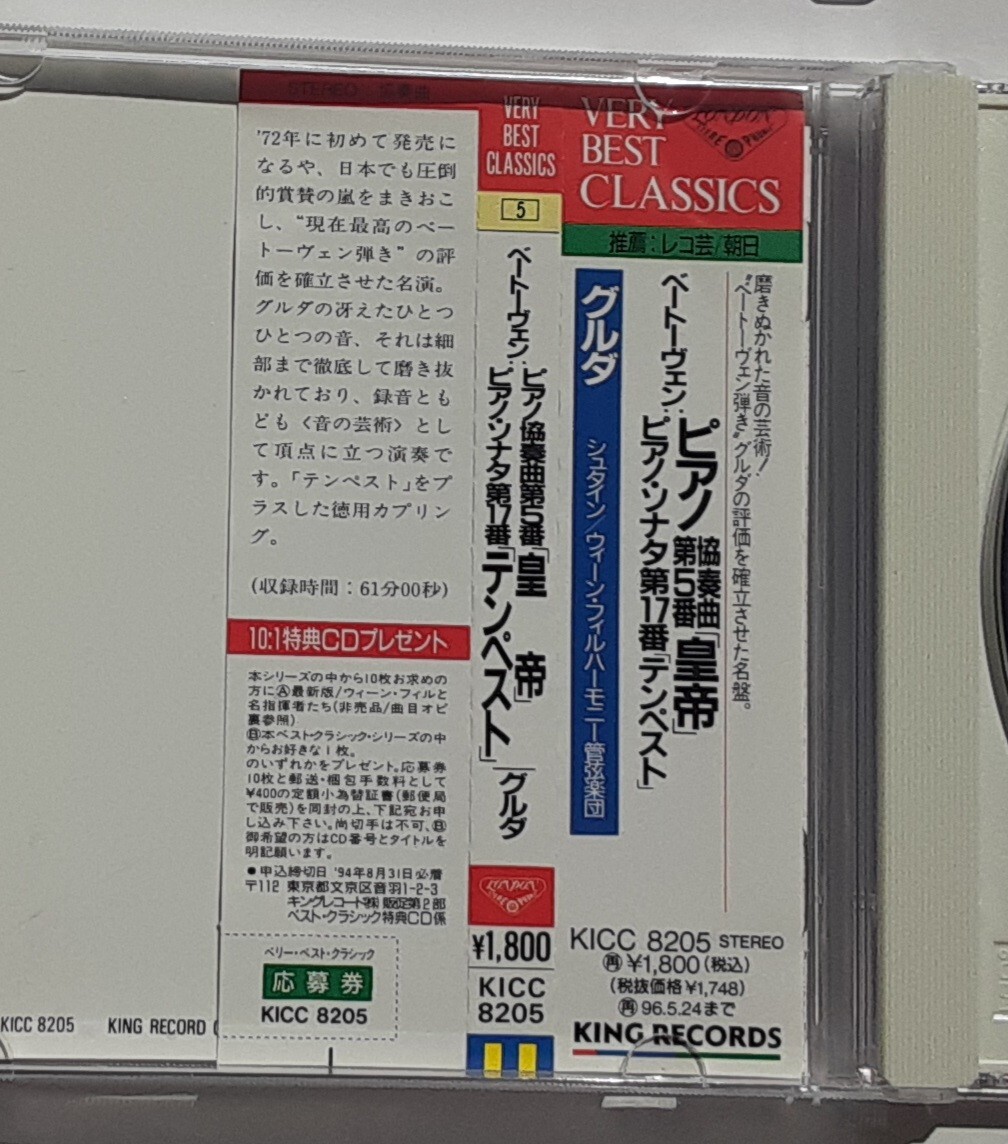 STEREO 協奏曲
'72年に初めて発売に
なるや、日本でも圧倒
的賞賛の嵐をまきおこ
し、“現在最高のベー
トーヴェン弾き”の評
価を確立させた名演。
グルダの冴えたひとつ
ひとつの音、それは細
部まで徹底して磨き抜
かれており、録音とも
ども〈音の芸術〉とし
て頂点に立つ演奏で
す。「テンペスト」をプ
ラスした徳用カプリン
グ。
(収録時間：61分00秒)
10:1特典CDプレゼント
本シリーズの中から10枚お求めの
方にⒶ最新版/ウィーン・フィルと
名指揮者たち(非売品/曲目オビ
裏参照)
Ⓑ本ベスト・クラシック・シリーズの中
からお好きな1枚。
のいずれかをプレゼント。応募券
10枚と郵送・梱包手数料として
¥400の定額小為替証書(郵便局
で販売)を同封の上、下記宛お申
し込み下さい。尚切手は不可、Ⓑ
御希望の方はCD番号とタイトルを
明記願います。
●申込締切日 '94年8月31日必着
〒112 東京都文京区音羽1-2-3
キングレコード㈱販促第2部
ベスト・クラシック特典CD係
ベリー・ベスト・クラシック
応募券
KICC 8205
KICC 8205 KING RECORD
VERY
BEST
CLASSICS
5
ベートーヴェン：
ピアノ協奏曲第5番「皇帝」
ピアノ・ソナタ第17番「テンペスト」
グルダ
LONDON
¥1,800
KICC
8205
VERY
BEST
CLASSICS
LONDON
推薦：レコ芸/朝日
磨きぬかれた音の芸術！
“ベートーヴェン弾き”グルダの評価を確立させた名盤。
ベートーヴェン：
ピアノ協奏曲第5番「皇帝」
ピアノ・ソナタ第17番「テンペスト」
グルダ
シュタイン/ウィーン・フィルハーモニー管弦楽団
KICC 8205 STEREO
㊢¥1,800(税込)
(税抜価格¥1,748)
㊢96.5.24まで
KING RECORDS